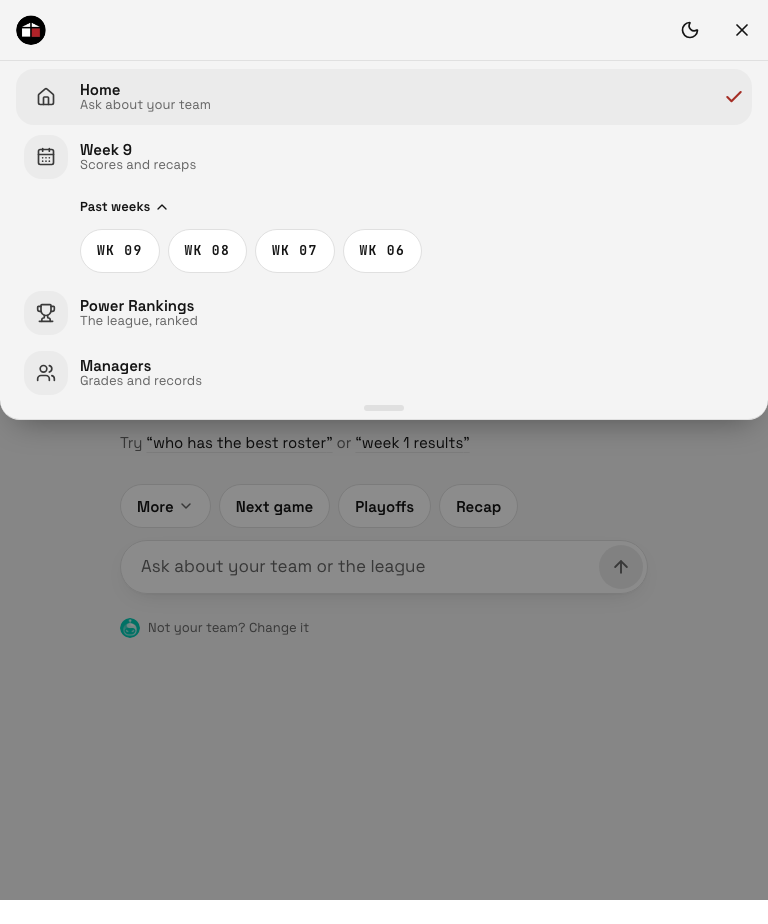 Home
Ask about your team
Week 9
Scores and recaps
Past weeks
WK 09 WK 08 WK 07 WK 06
Power Rankings
The league, ranked
Managers
Grades and records
Try “who has the best roster” or “week 1 results”
More Next game Playoffs Recap
Ask about your team or the league
Not your team? Change it